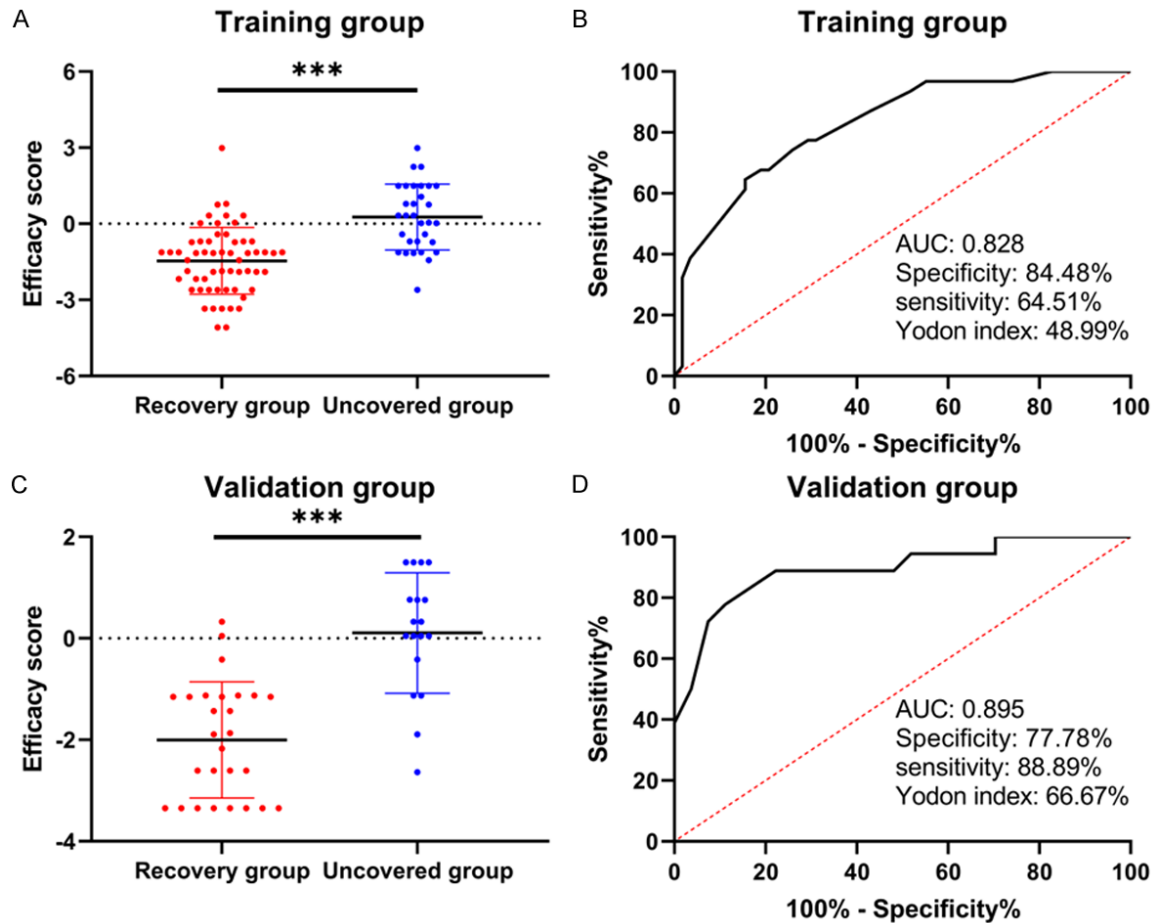 A
Training group
***
6
3
0
-3
-6
Efficacy score
Recovery group
Uncovered group
B
Training group
100
80
60
40
20
0
Sensitivity%
AUC: 0.828
Specificity: 84.48%
sensitivity: 64.51%
Yodon index: 48.99%
0 20 40 60 80 100
100% - Specificity%
C
Validation group
***
2
0
-2
-4
Efficacy score
Recovery group
Uncovered group
D
Validation group
100
80
60
40
20
0
Sensitivity%
AUC: 0.895
Specificity: 77.78%
sensitivity: 88.89%
Yodon index: 66.67%
0 20 40 60 80 100
100% - Specificity%